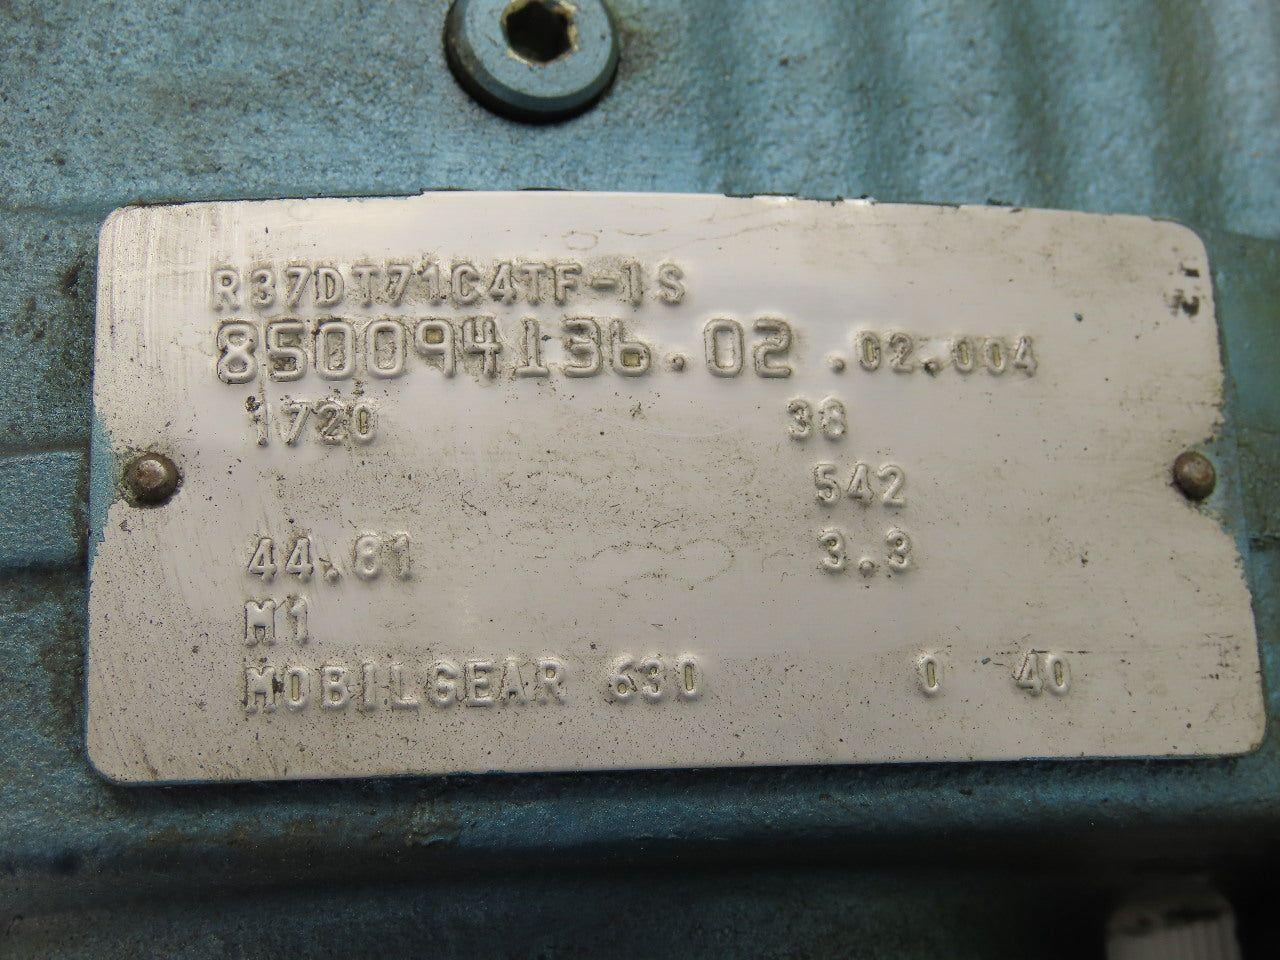 R37DT71C4TF-1S
850094136.02 .02.004
1720 38
542
44.81 3.3
M1
MOBILGEAR 630 0 40